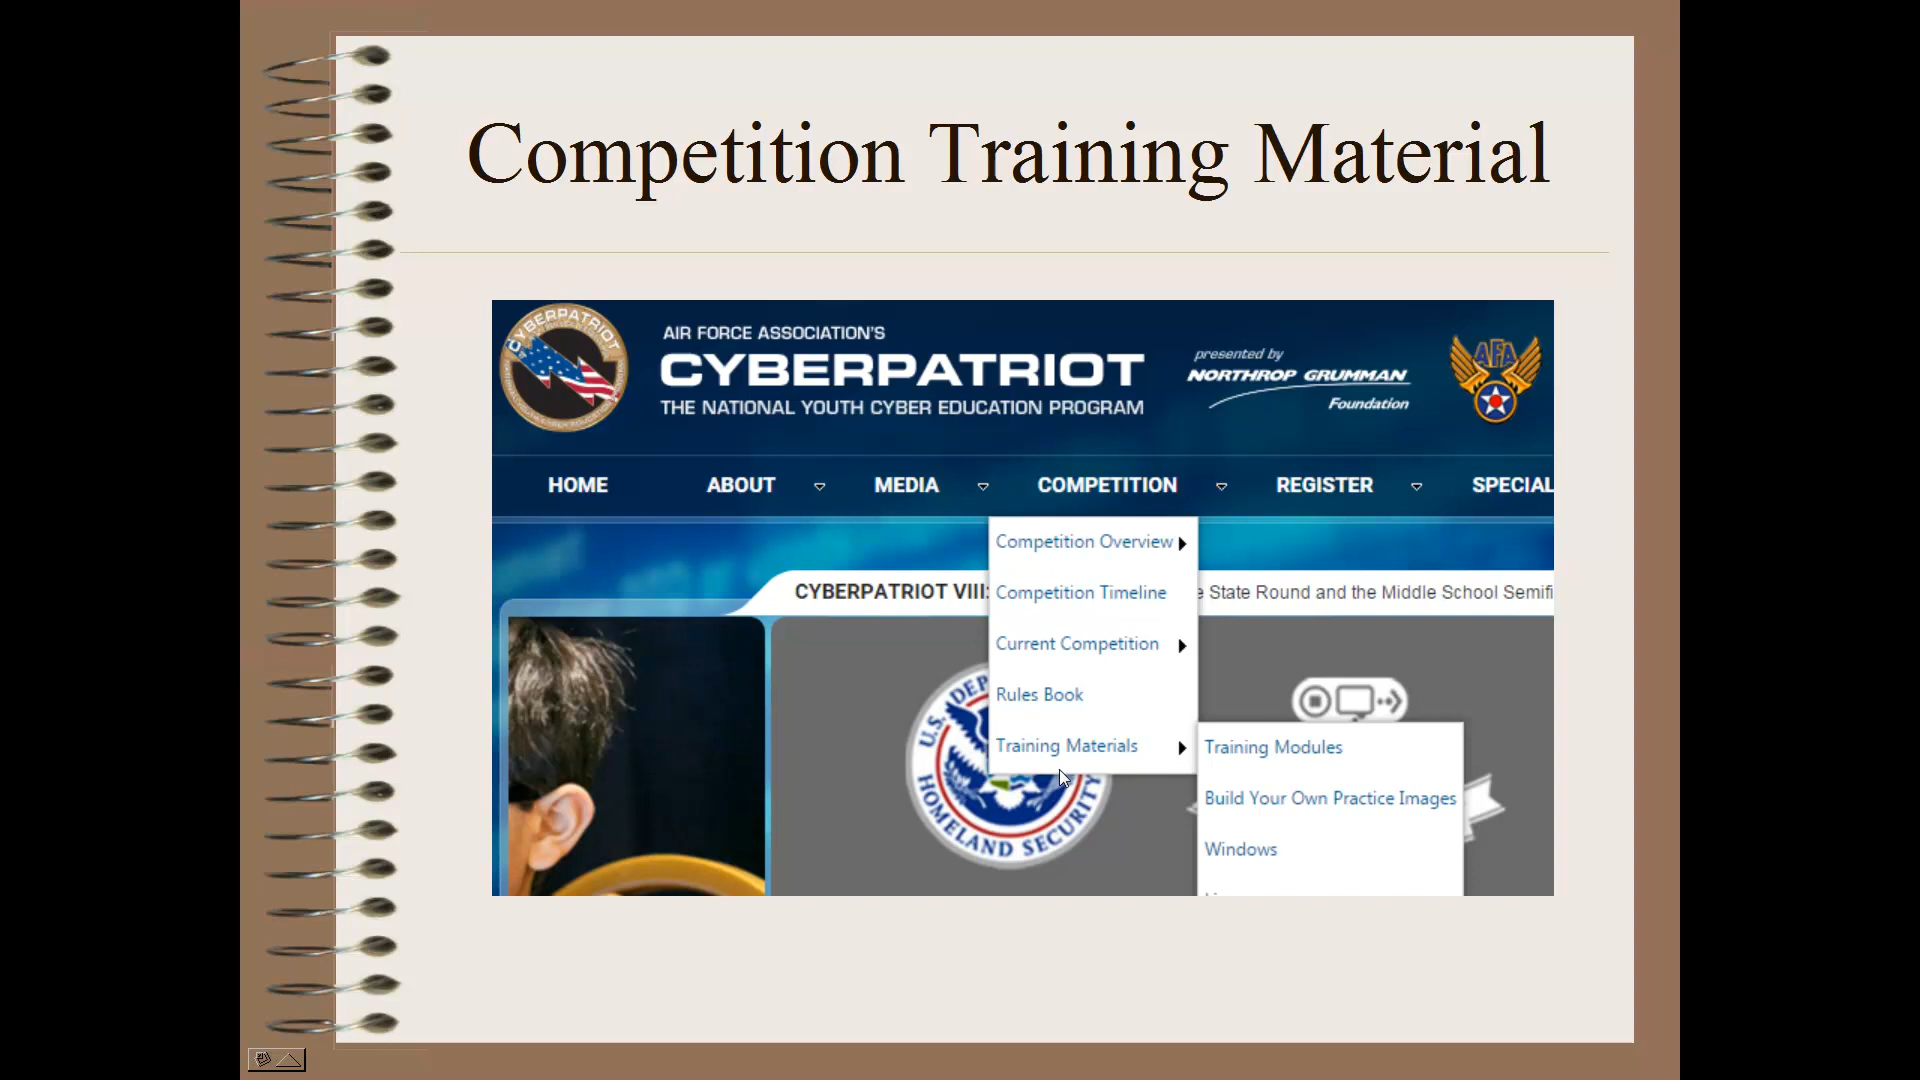 Competition Training Material
CYBERPATRIOT
AIR FORCE ASSOCIATION'S
CYBERPATRIOT
THE NATIONAL YOUTH CYBER EDUCATION PROGRAM
presented by
NORTHROP GRUMMAN
Foundation
AFA
HOME ABOUT MEDIA COMPETITION REGISTER SPECIAL
Competition Overview
CYBERPATRIOT VIII: Competition Timeline e State Round and the Middle School Semifi
Current Competition
Rules Book
Training Materials
U.S. DEP
HOMELAND SECURITY
Training Modules
Build Your Own Practice Images
Windows